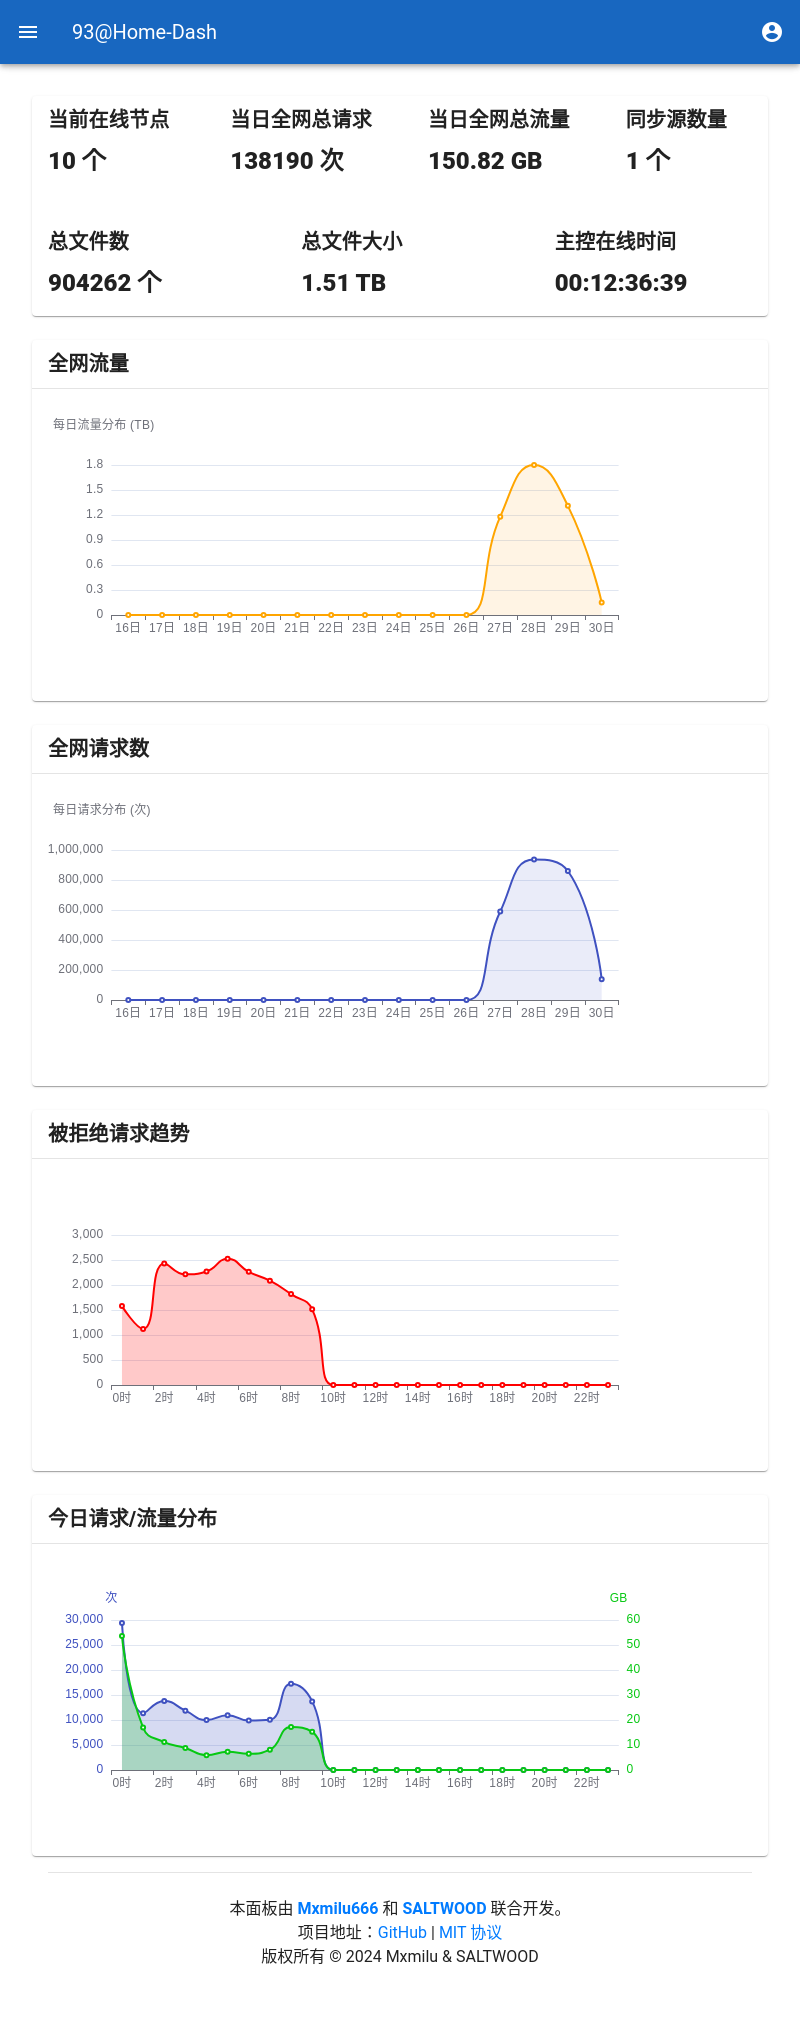 93@Home-Dash
当前在线节点 当日全网总请求 当日全网总流量 同步源数量
10 个 138190 次 150.82 GB 1 个
总文件数 总文件大小 主控在线时间
904262 个 1.51 TB 00:12:36:39
全网流量
每日流量分布 (TB)
1.8
1.5
1.2
0.9
0.6
0.3
0
16日 17日 18日 19日 20日 21日 22日 23日 24日 25日 26日 27日 28日 29日 30日
全网请求数
每日请求分布 (次)
1,000,000
800,000
600,000
400,000
200,000
0
16日 17日 18日 19日 20日 21日 22日 23日 24日 25日 26日 27日 28日 29日 30日
被拒绝请求趋势
3,000
2,500
2,000
1,500
1,000
500
0
0时 2时 4时 6时 8时 10时 12时 14时 16时 18时 20时 22时
今日请求/流量分布
次 GB
30,000 60
25,000 50
20,000 40
15,000 30
10,000 20
5,000 10
0 0
0时 2时 4时 6时 8时 10时 12时 14时 16时 18时 20时 22时
本面板由 Mxmilu666 和 SALTWOOD 联合开发。
项目地址：GitHub | MIT 协议
版权所有 © 2024 Mxmilu & SALTWOOD